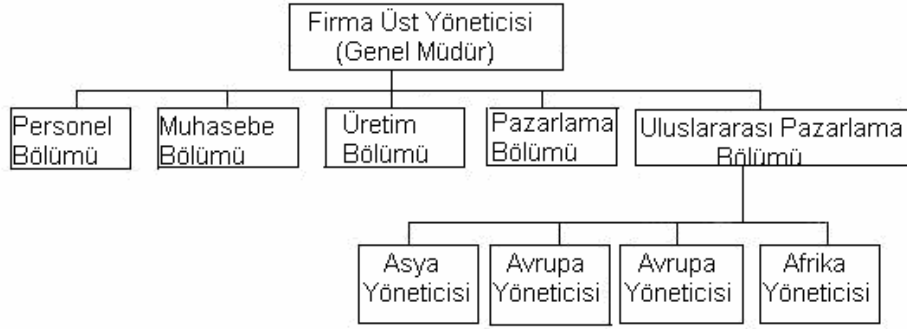 Firma Üst Yöneticisi
(Genel Müdür)
Personel
Bölümü
Muhasebe
Bölümü
Üretim
Bölümü
Pazarlama
Bölümü
Uluslararası Pazarlama
Bölümü
Asya
Yöneticisi
Avrupa
Yöneticisi
Avrupa
Yöneticisi
Afrika
Yöneticisi